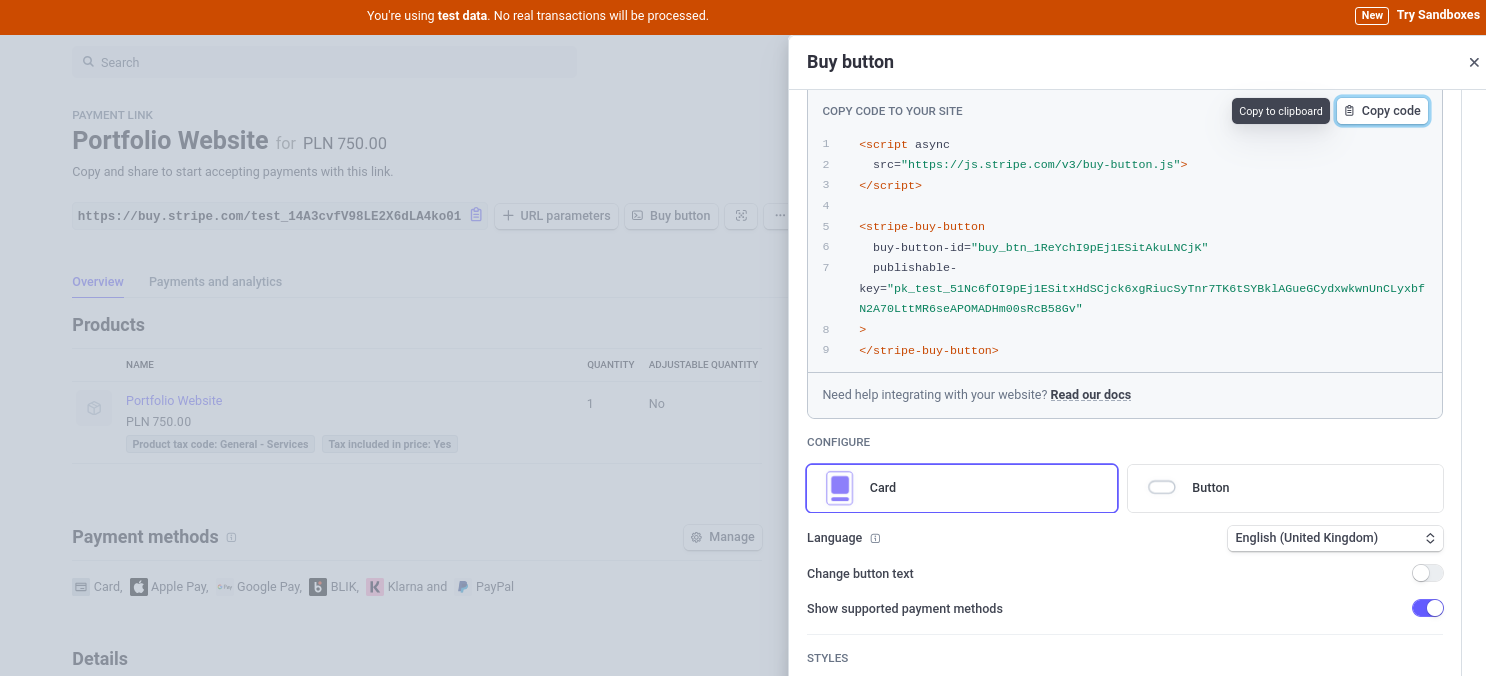 You're using test data. No real transactions will be processed.
New Try Sandboxes
Search
PAYMENT LINK
Portfolio Website for PLN 750.00
Copy and share to start accepting payments with this link.
https://buy.stripe.com/test_14A3cvfV98LE2X6dLA4ko01
URL parameters
Buy button
Overview Payments and analytics
Products
NAME QUANTITY ADJUSTABLE QUANTITY
Portfolio Website 1 No
PLN 750.00
Product tax code: General - Services Tax included in price: Yes
Payment methods
Manage
Card, Apple Pay, G Pay Google Pay, BLIK, K Klarna and PayPal
Details
Buy button
COPY CODE TO YOUR SITE
Copy to clipboard
Copy code
1 <script async
2 src="https://js.stripe.com/v3/buy-button.js">
3 </script>
4
5 <stripe-buy-button
6 buy-button-id="buy_btn_1ReYchI9pEj1ESitAkuLNCjK"
7 publishable-
key="pk_test_51Nc6fOI9pEj1ESitxHdSCjck6xgRiucSyTnr7TK6tSYBklAGueGCydxwkwnUnCLyxbf
N2A70LttMR6seAPOMADHm00sRcB58Gv"
8 >
9 </stripe-buy-button>
Need help integrating with your website? Read our docs
CONFIGURE
Card
Button
Language
English (United Kingdom)
Change button text
Show supported payment methods
STYLES